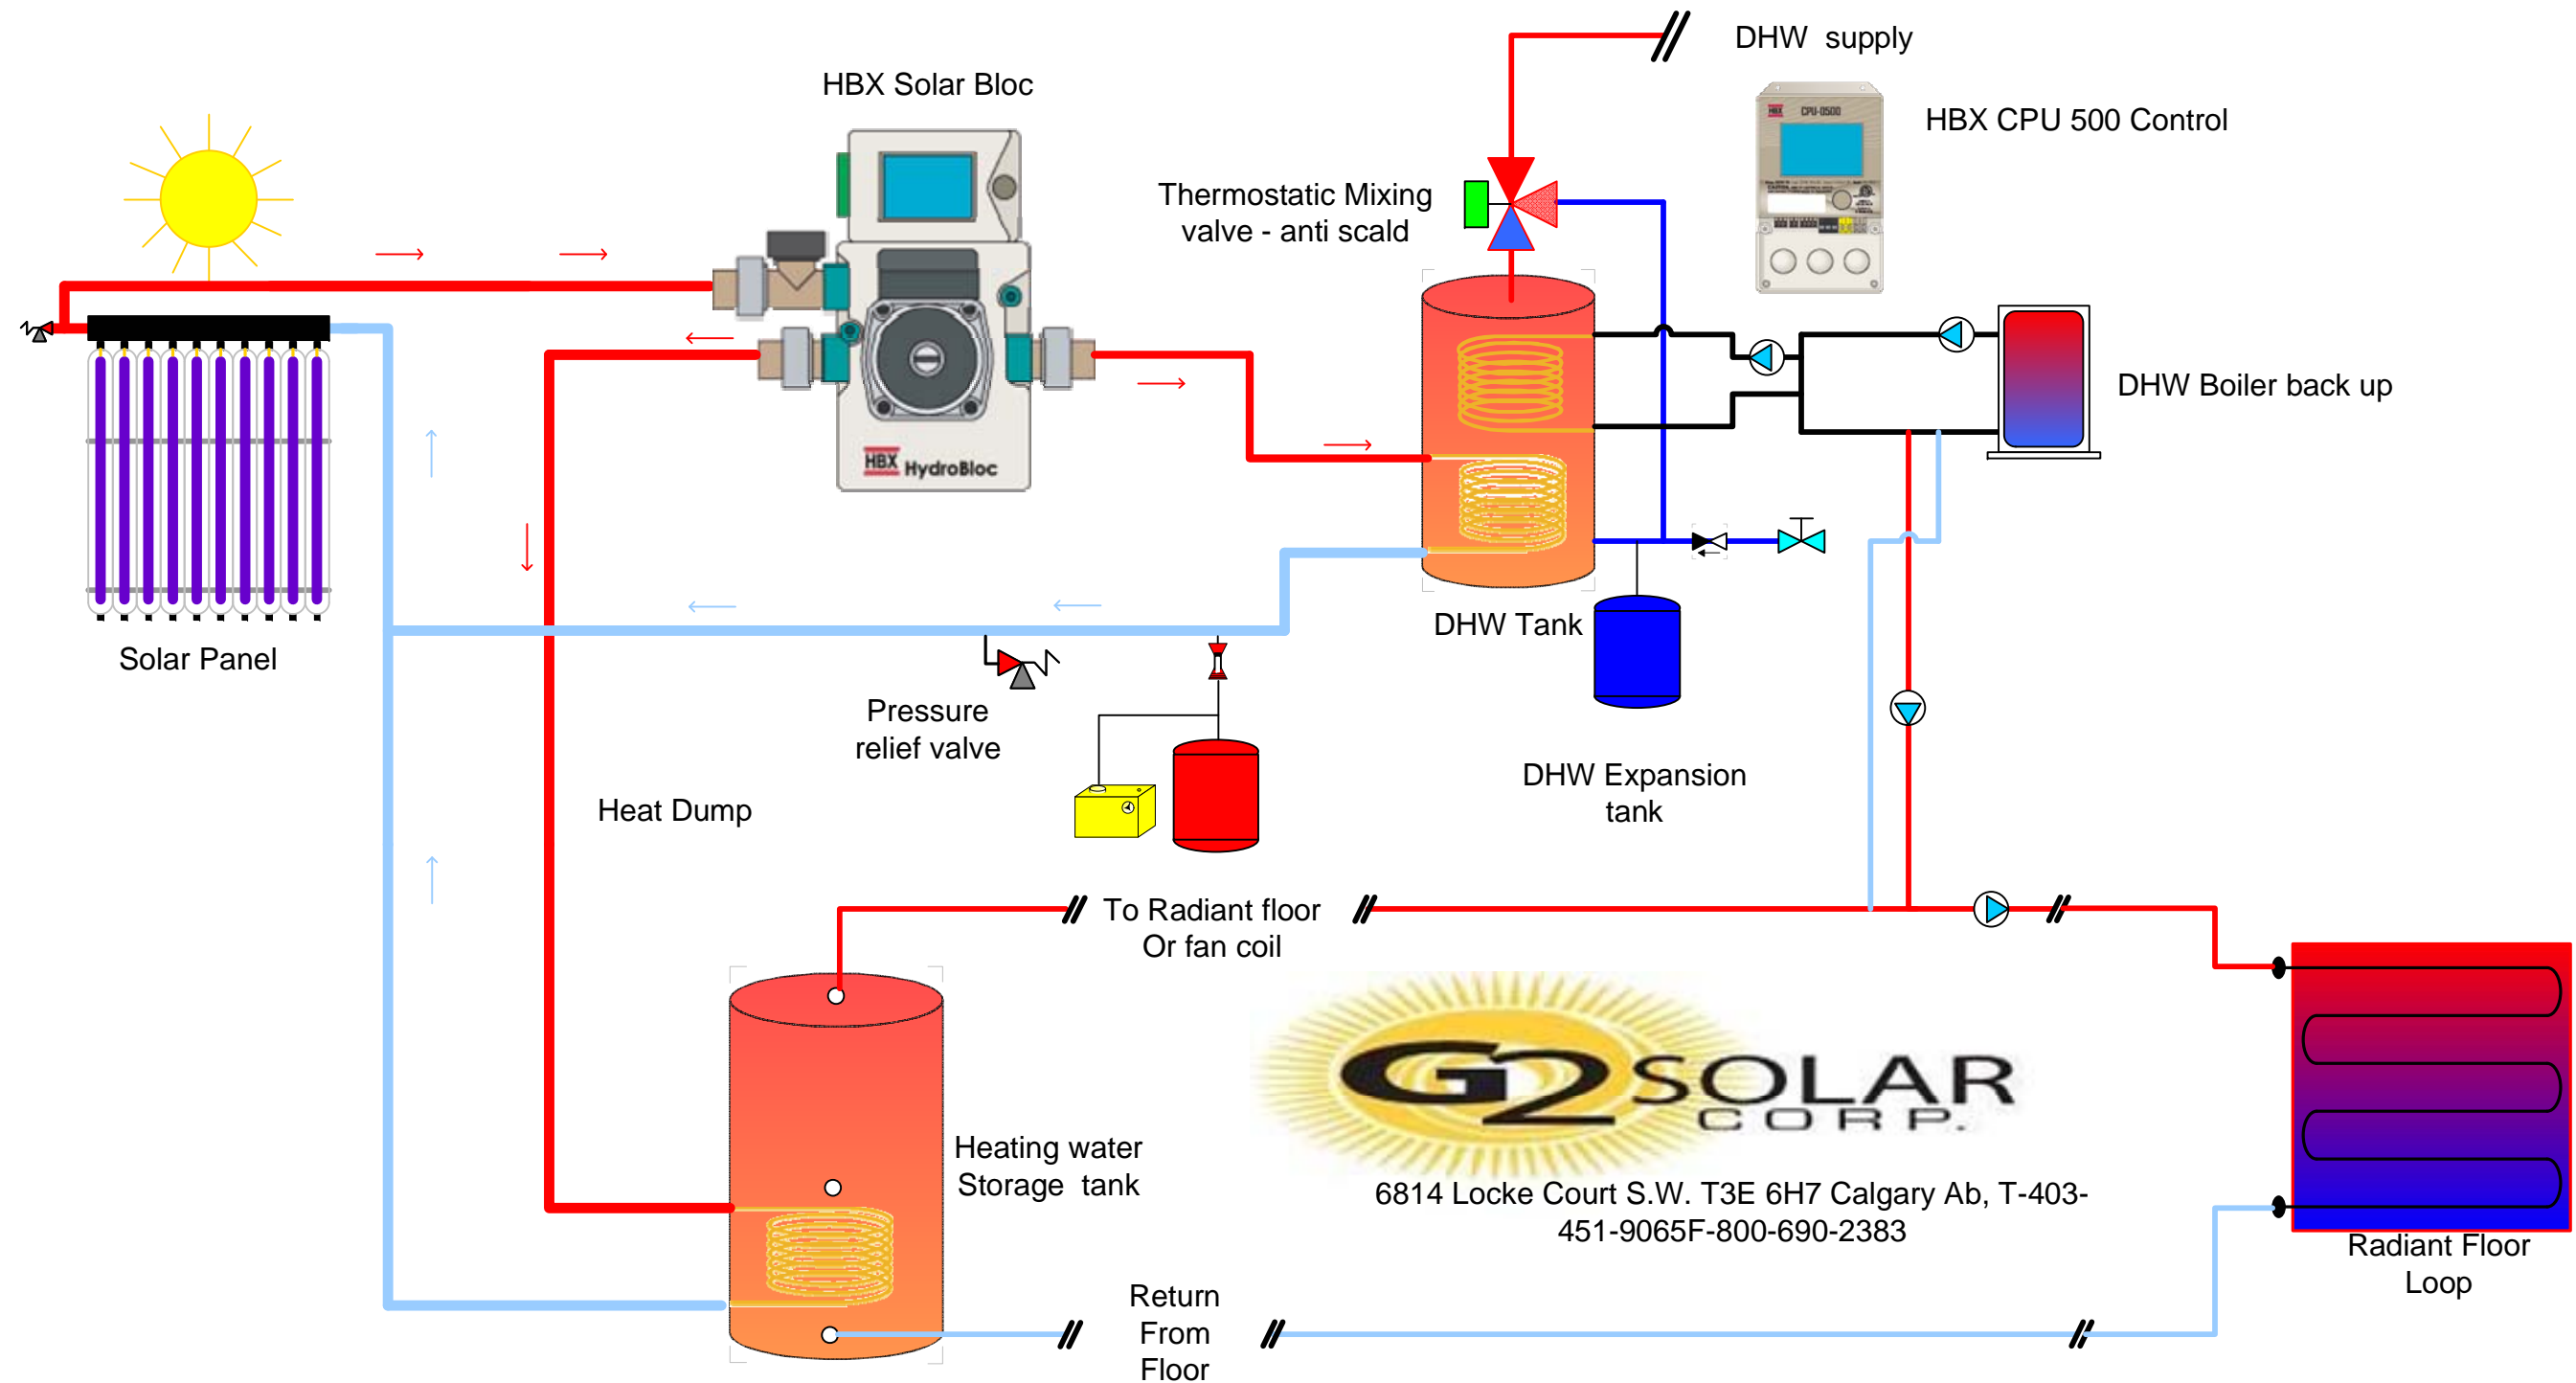 DHW  supply
HBX Solar Bloc
HBX
CPU-0500
HBX CPU 500 Control
Thermostatic Mixing
valve - anti scald
DHW Boiler back up
HBX HydroBloc
DHW Tank
Solar Panel
Pressure
relief valve
DHW Expansion
tank
Heat Dump
To Radiant floor
Or fan coil
G2 SOLAR
CORP.
Heating water
Storage  tank
6814 Locke Court S.W. T3E 6H7 Calgary Ab, T-403-
451-9065F-800-690-2383
Radiant Floor
Loop
Return
From
Floor